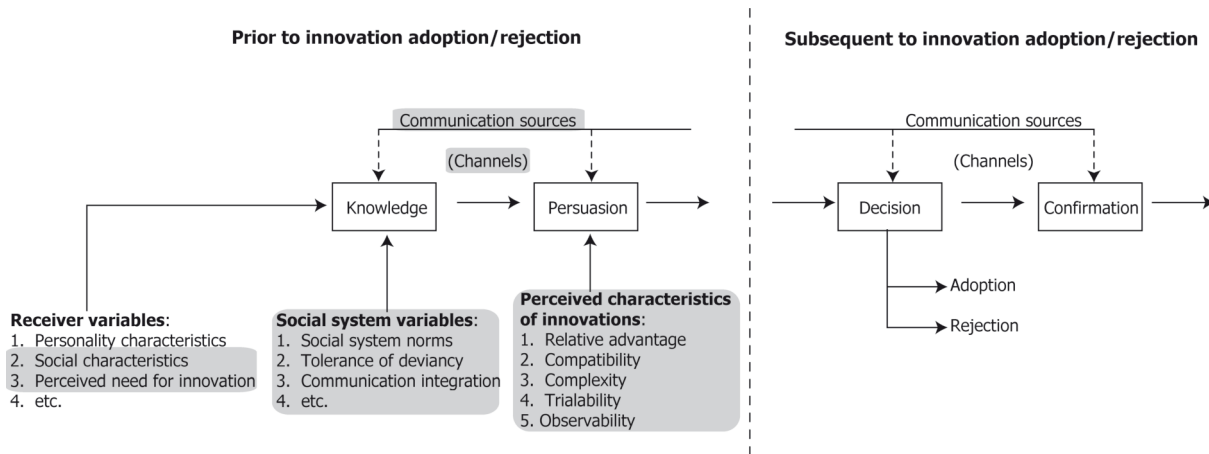 Prior to innovation adoption/rejection
Subsequent to innovation adoption/rejection
Communication sources
(Channels)
Knowledge
Persuasion
Communication sources
(Channels)
Decision
Confirmation
Adoption
Rejection
Receiver variables:
1. Personality characteristics
2. Social characteristics
3. Perceived need for innovation
4. etc.
Social system variables:
1. Social system norms
2. Tolerance of deviancy
3. Communication integration
4. etc.
Perceived characteristics
of innovations:
1. Relative advantage
2. Compatibility
3. Complexity
4. Trialability
5. Observability